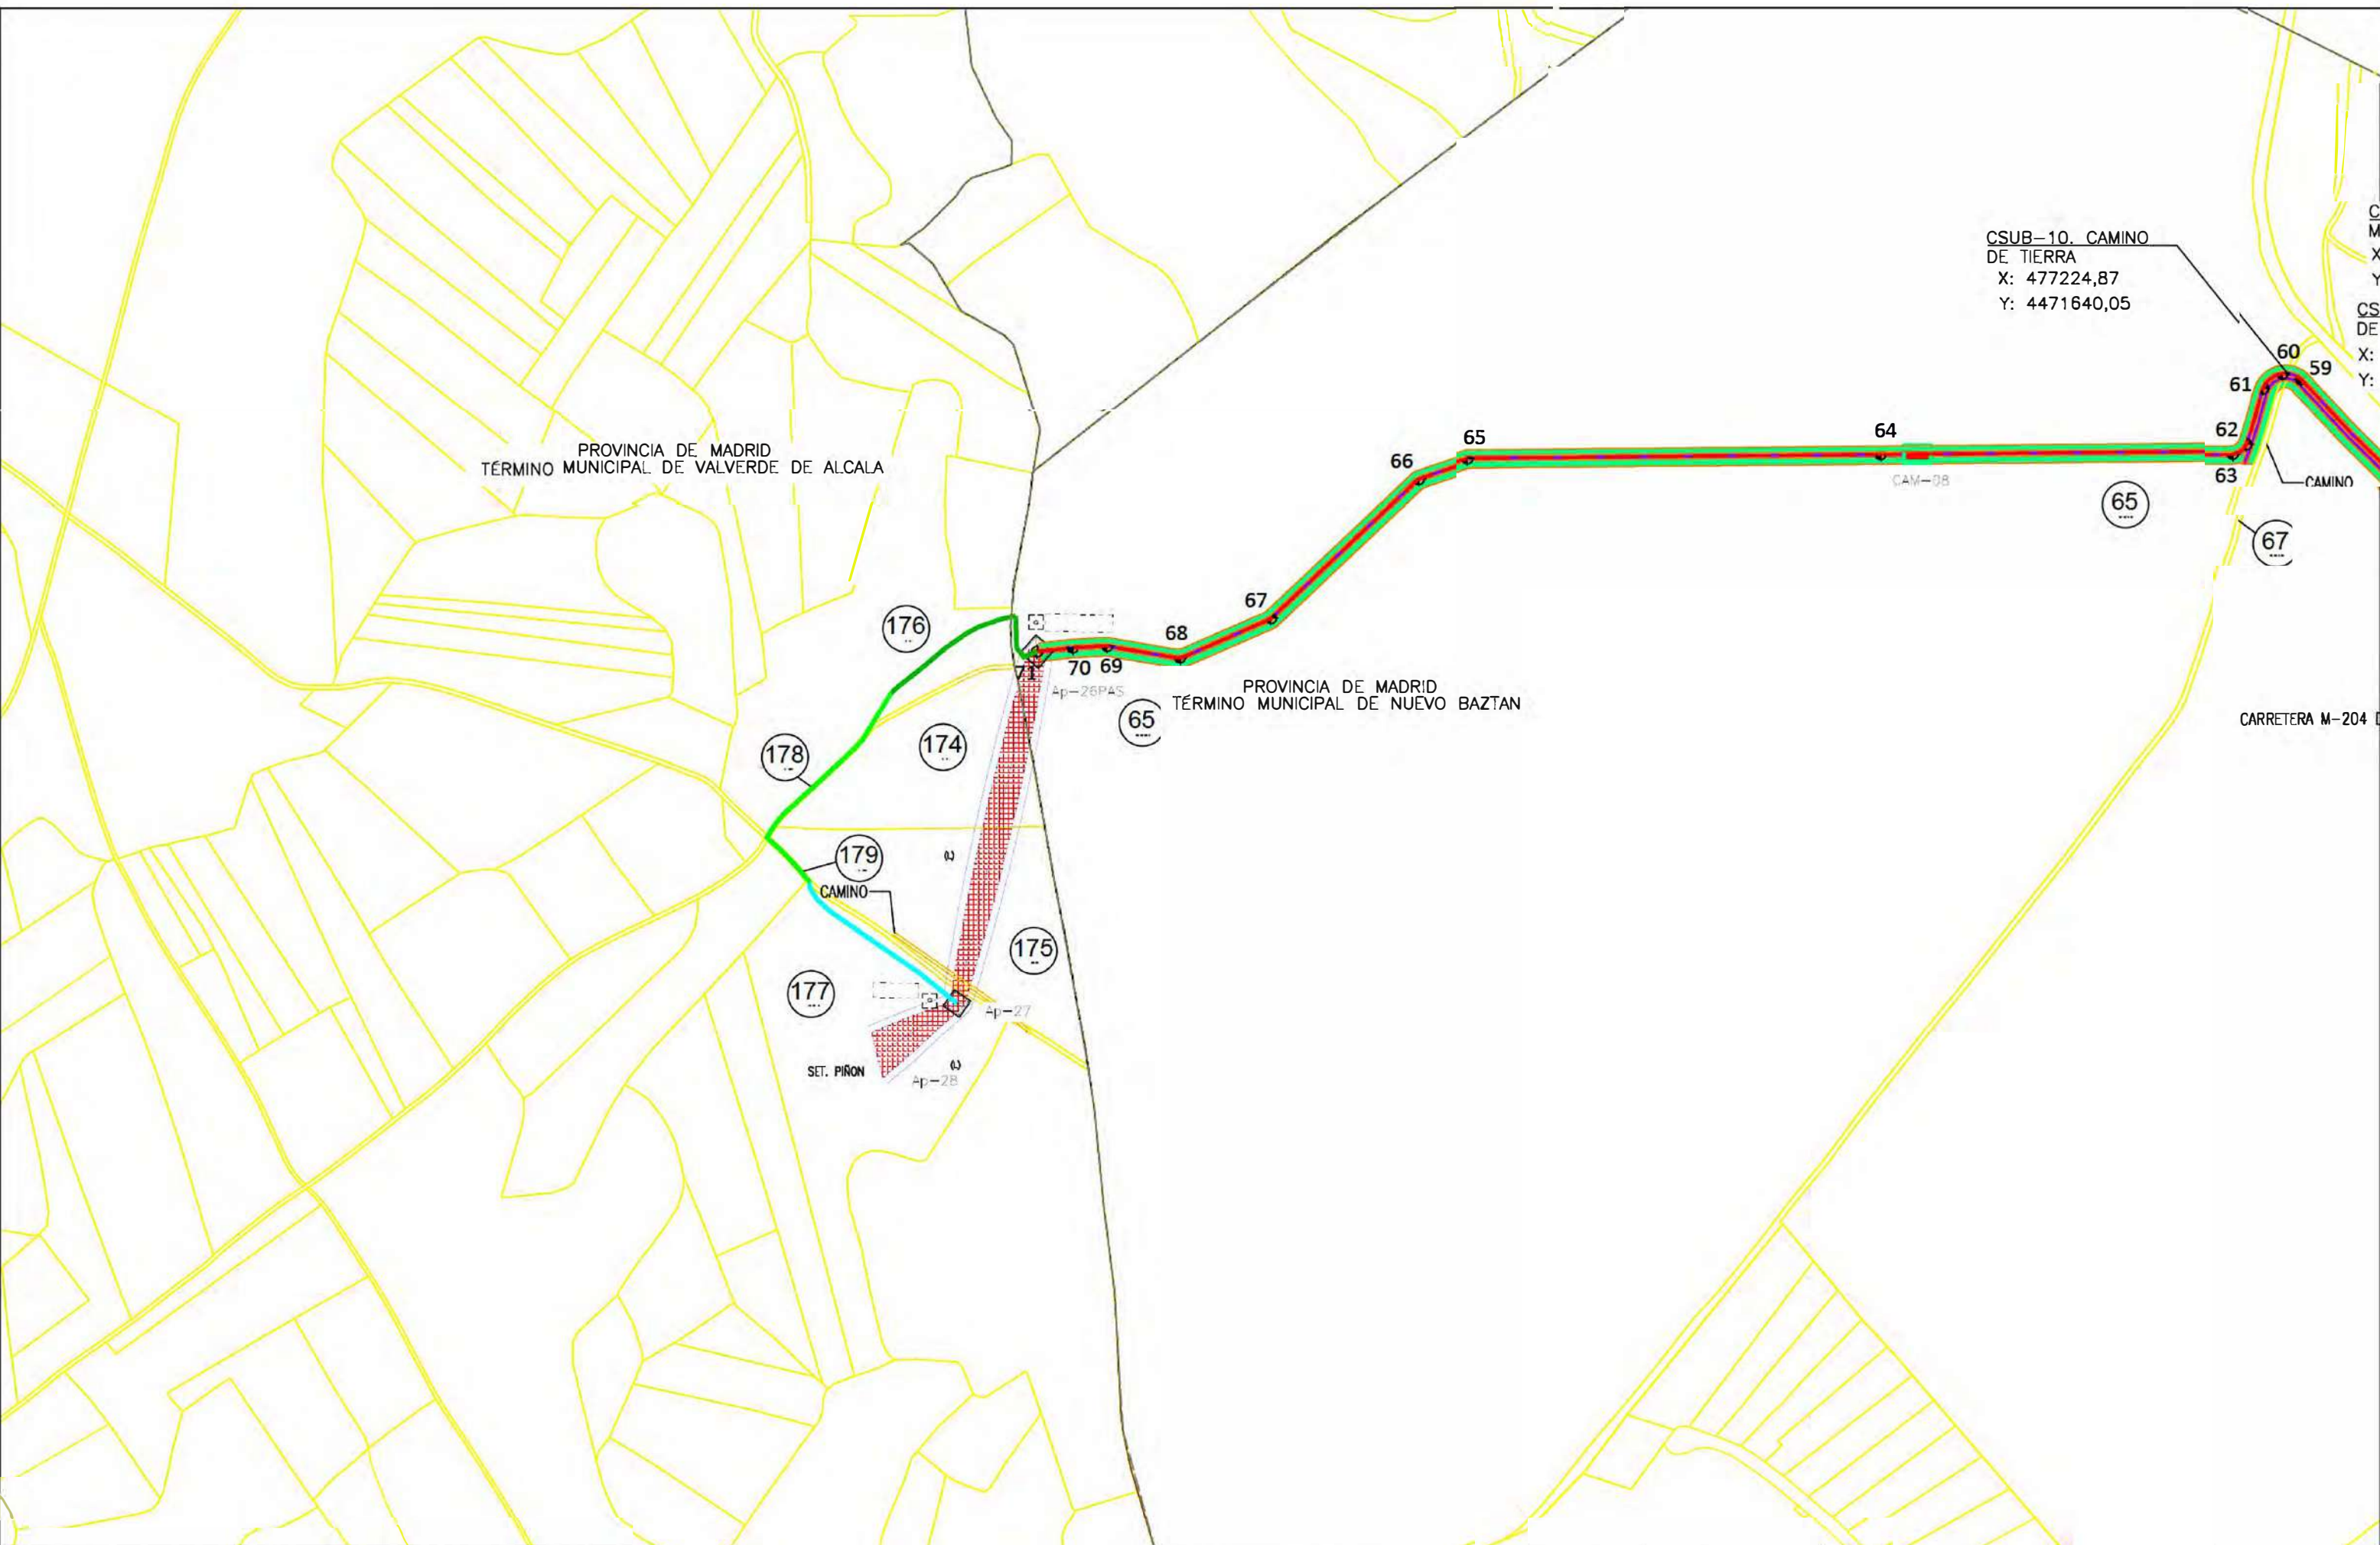 CSUB-10. CAMINO
DE TIERRA
X: 477224,87
Y: 4471640,05
C
M
X
Y
CS
DE
X:
Y:
60
59
61
62
63
64
65
66
CAM-08
65
CAMINO
67
PROVINCIA DE MADRID
TÉRMINO MUNICIPAL DE VALVERDE DE ALCALA
67
68
176
71
70
69
Ap-26PAS
PROVINCIA DE MADRID
TÉRMINO MUNICIPAL DE NUEVO BAZTAN
65
CARRETERA M-204
174
178
179
CAMINO
175
177
Ap-27
SET. PIÑON
Ap-28